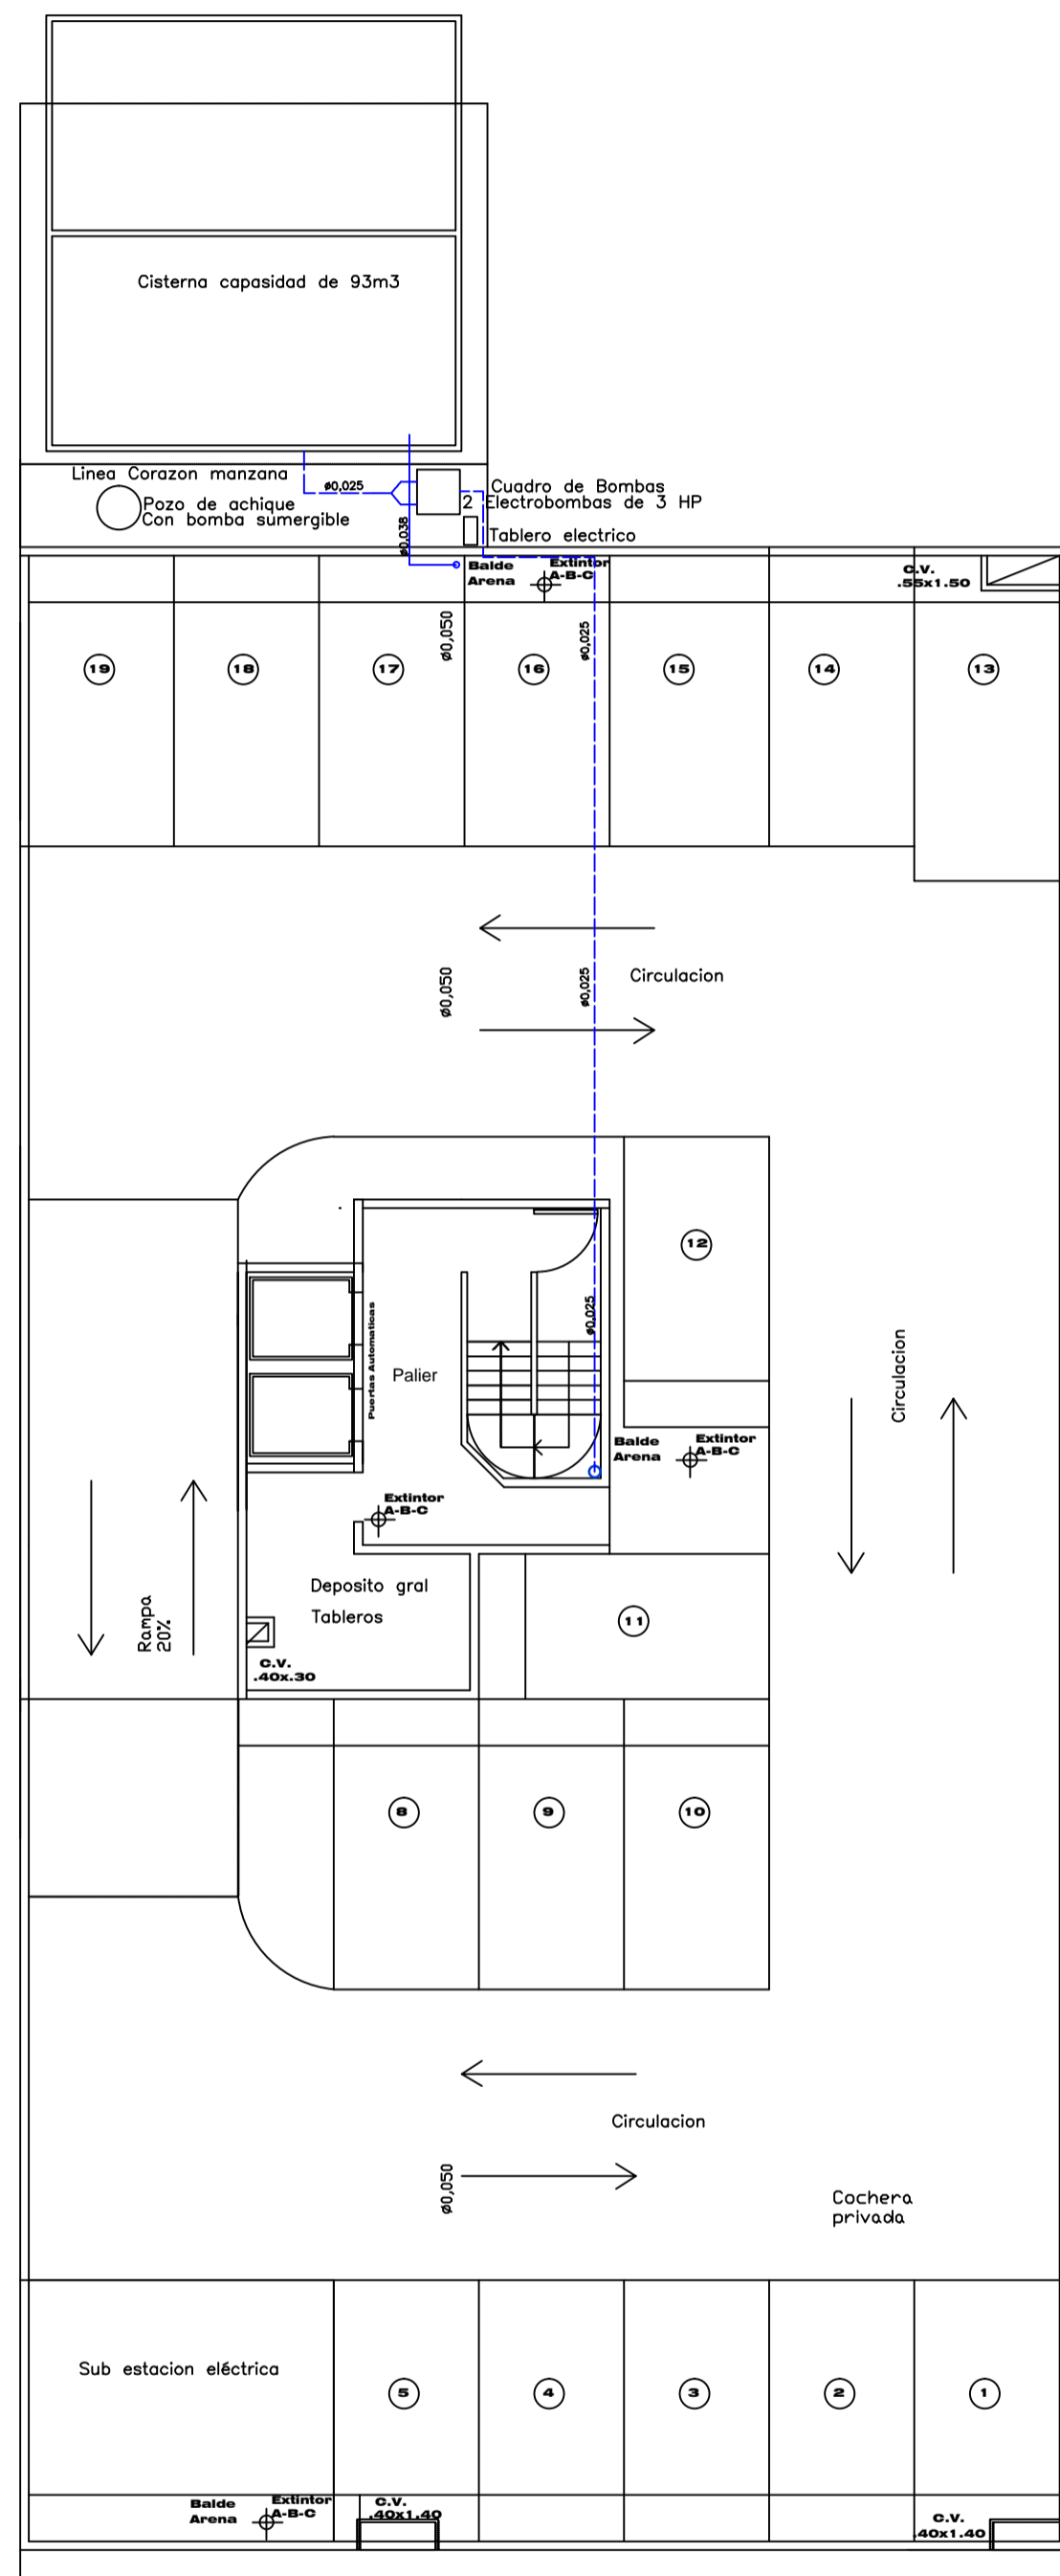 Cisterna capasidad de 93m3
Linea Corazon manzana
ø0,025
Pozo de achique
Con bomba sumergible
Cuadro de Bombas
2 Electrobombas de 3 HP
Tablero electrico
ø0.038
Balde
Arena
Extintor
A-B-C
C.V.
.55x1.50
ø0,050
ø0,025
19
18
17
16
15
14
13
ø0,050
ø0,025
Circulacion
12
ø0,025
Puertas Automaticas
Palier
Circulacion
Balde
Arena
Extintor
A-B-C
Extintor
A-B-C
Deposito gral
Tableros
Rampa
20%
11
C.V.
.40x.30
8
9
10
Circulacion
ø0,050
Cochera
privada
Sub estacion eléctrica
5
4
3
2
1
Balde
Arena
Extintor
A-B-C
C.V.
.40x1.40
C.V.
.40x1.40